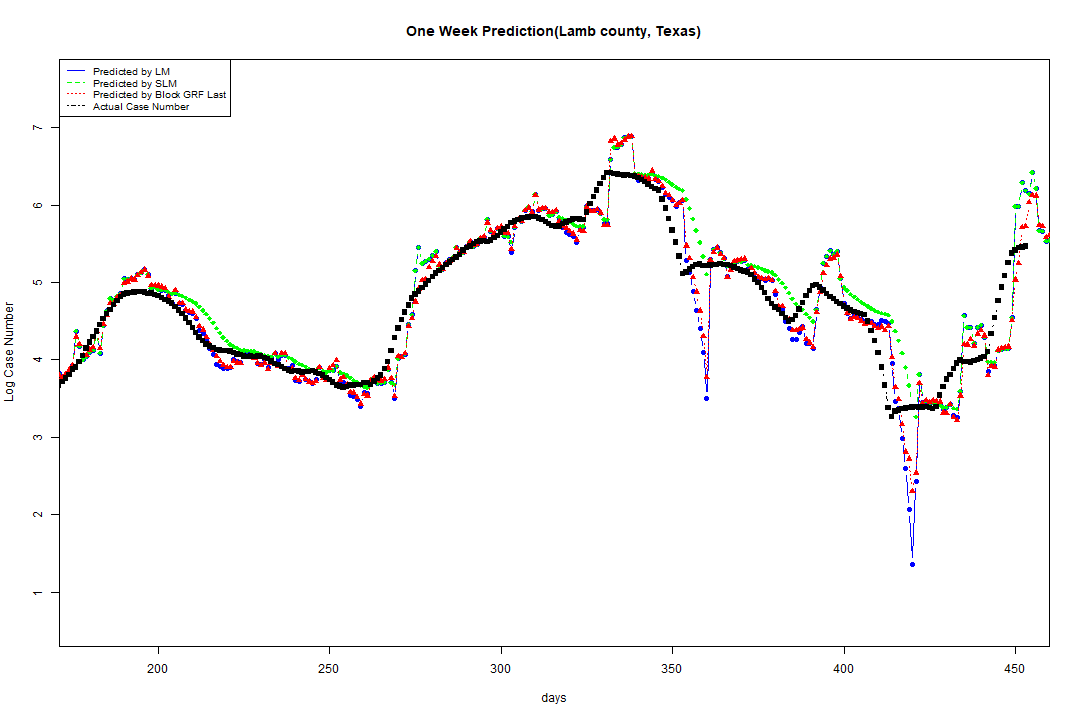 One Week Prediction(Lamb county, Texas)
Predicted by LM
Predicted by SLM
Predicted by Block GRF Last
Actual Case Number
7
6
5
4
3
2
1
Log Case Number
200 250 300 350 400 450
days